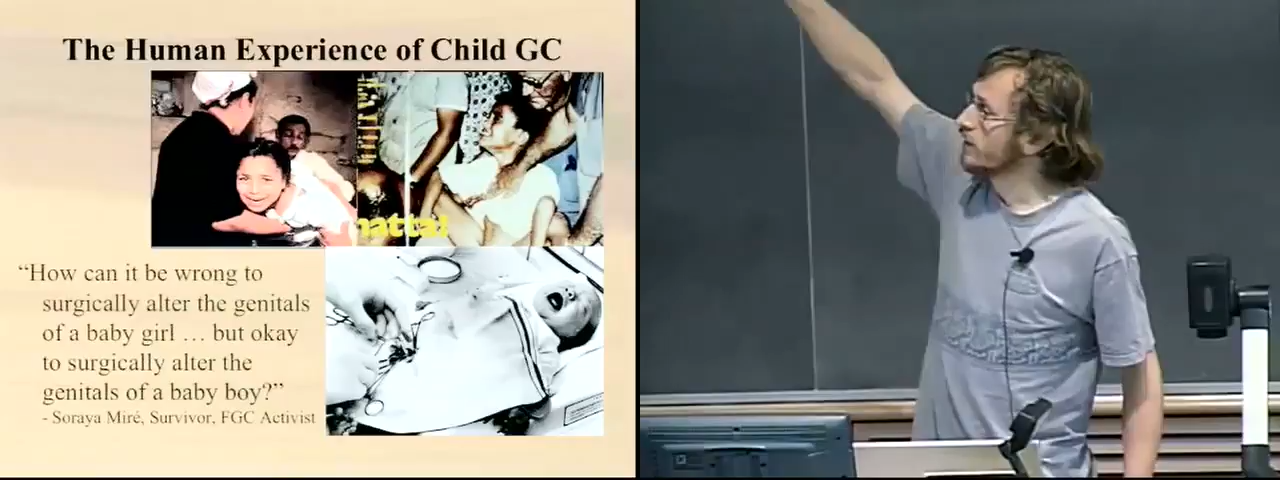 The Human Experience of Child GC
natta!
“How can it be wrong to
surgically alter the genitals
of a baby girl … but okay
to surgically alter the
genitals of a baby boy?”
- Soraya Miré, Survivor, FGC Activist